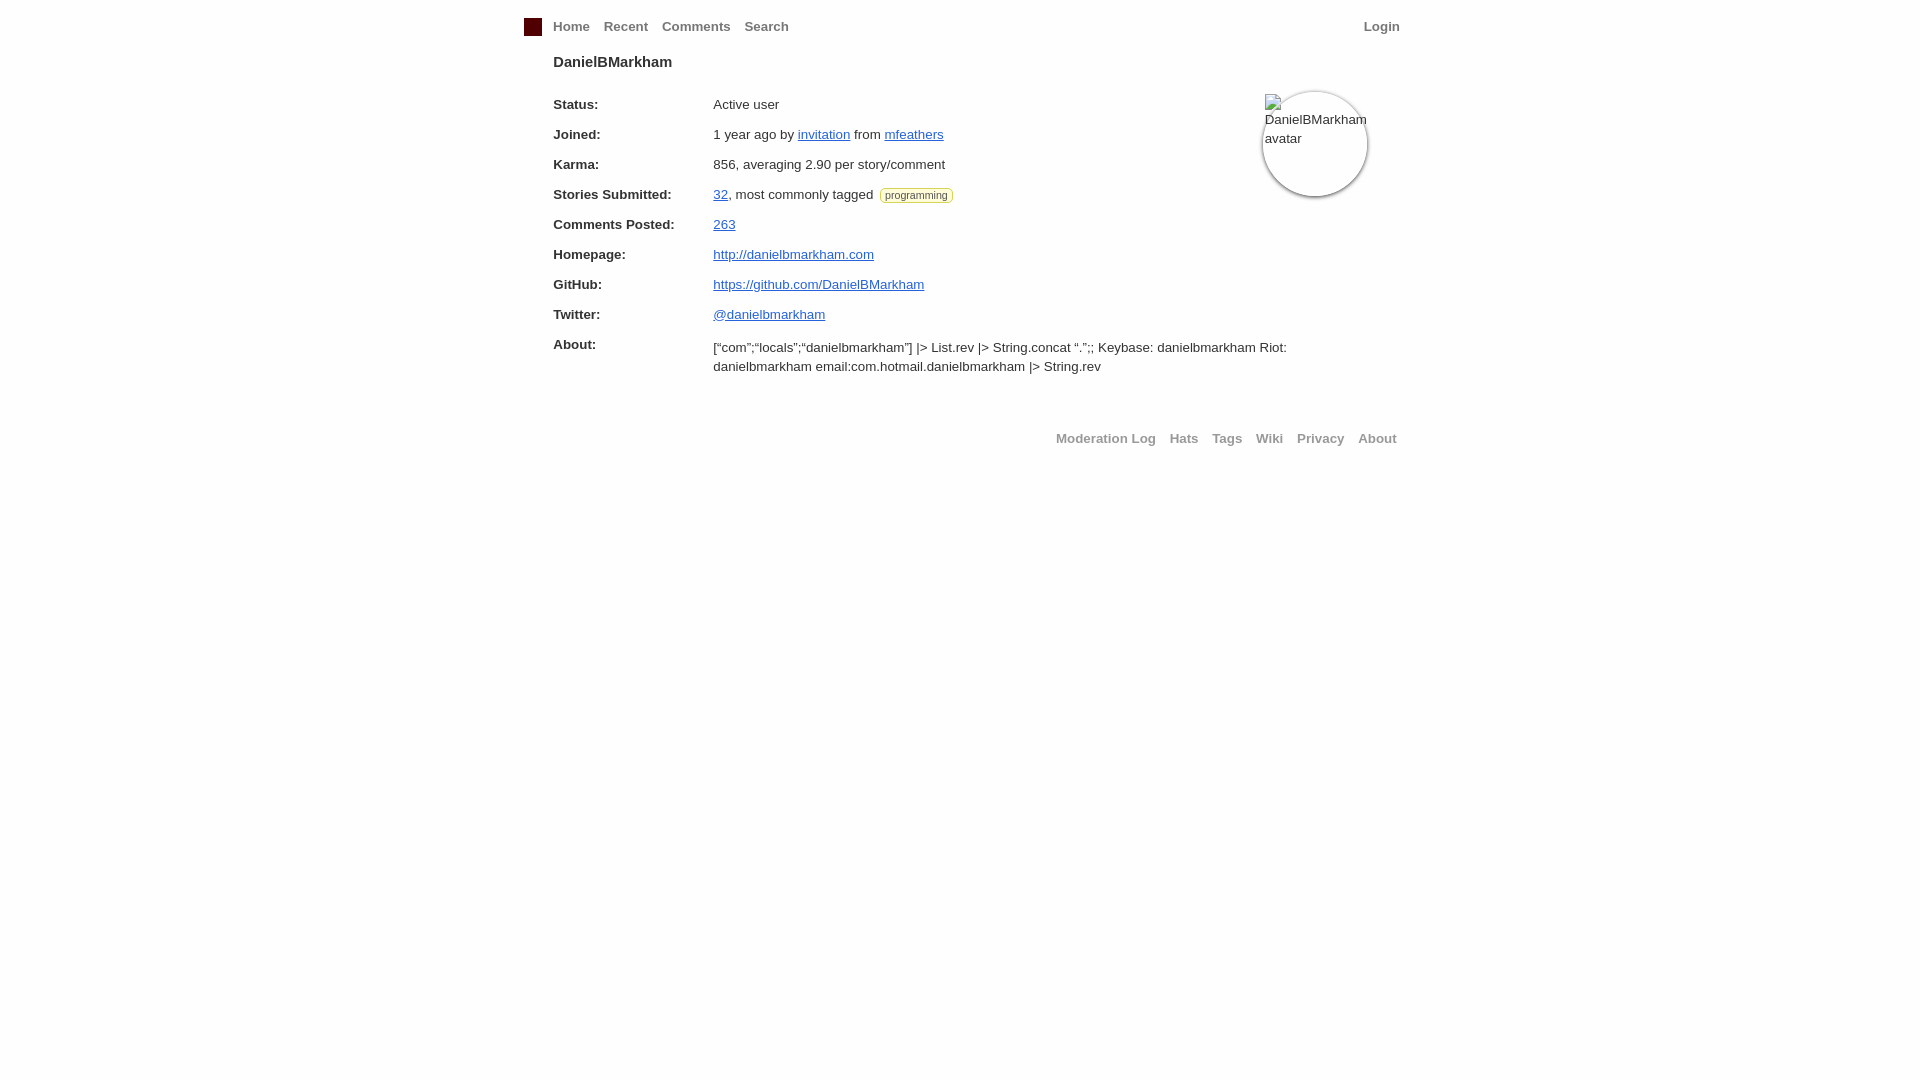 Home Recent Comments Search Login
DanielBMarkham
Status: Active user
Joined: 1 year ago by invitation from mfeathers
Karma: 856, averaging 2.90 per story/comment
Stories Submitted: 32, most commonly tagged programming
Comments Posted: 263
Homepage: http://danielbmarkham.com
GitHub: https://github.com/DanielBMarkham
Twitter: @danielbmarkham
About: [“com”;“locals”;“danielbmarkham”] |> List.rev |> String.concat “.”;; Keybase: danielbmarkham Riot:
danielbmarkham email:com.hotmail.danielbmarkham |> String.rev
DanielBMarkham
avatar
Moderation Log Hats Tags Wiki Privacy About